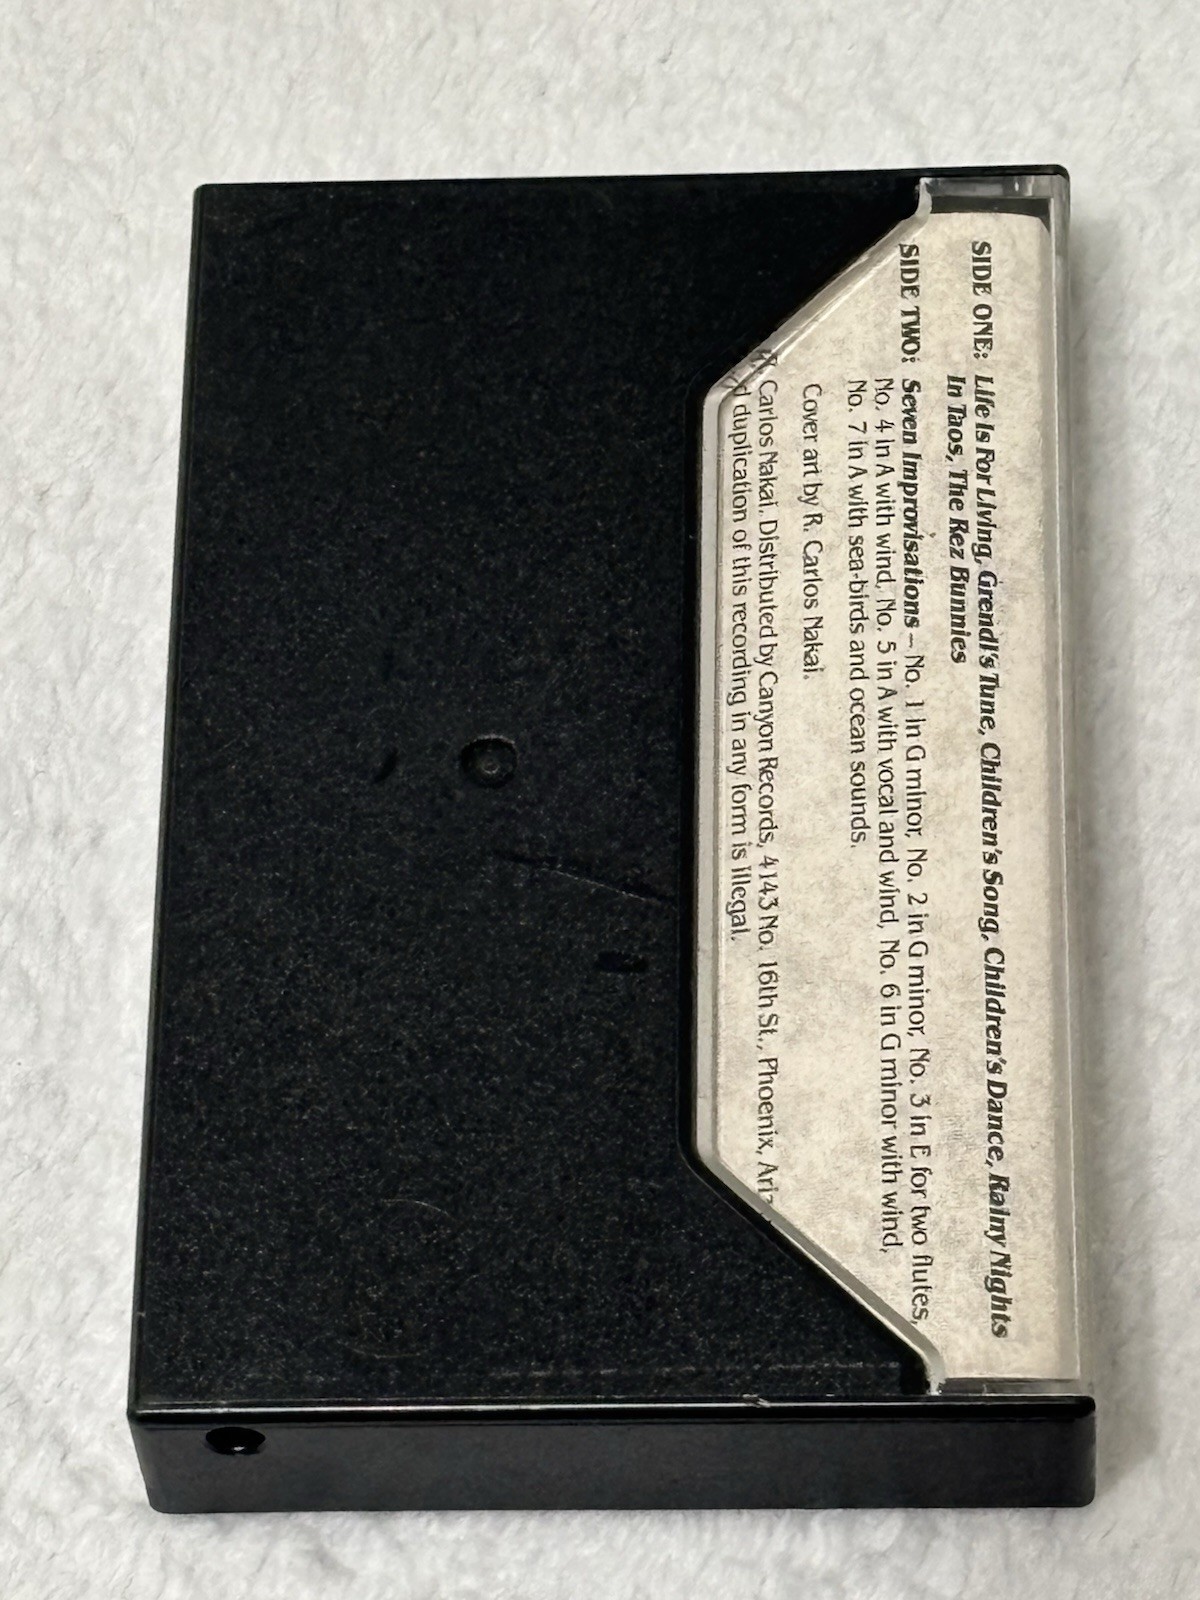 SIDE ONE: Life Is For Living, Grendl's Tune, Children's Song, Children's Dance, Rainy Nights
In Taos, The Rez Bunnies
SIDE TWO: Seven Improvisations – No. 1 in G minor, No. 2 in G minor, No. 3 in E for two flutes,
No. 4 in A with wind, No. 5 in A with vocal and wind, No. 6 in G minor with wind,
No. 7 in A with sea-birds and ocean sounds.
Cover art by R. Carlos Nakai.
Carlos Nakai. Distributed by Canyon Records, 4143 No. 16th St., Phoenix, Ariz
duplication of this recording in any form is illegal.